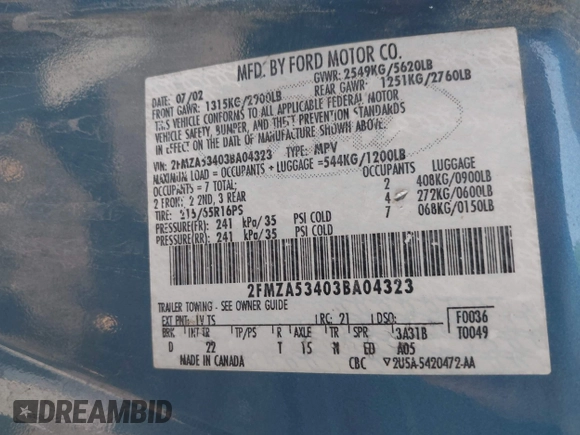 MFD. BY FORD MOTOR CO.
DATE: 07/02 GVWR: 2549KG/5620LB
FRONT GAWR: 1315KG/2900LB REAR GAWR: 1251KG/2760LB
THIS VEHICLE CONFORMS TO ALL APPLICABLE FEDERAL MOTOR
VEHICLE SAFETY, BUMPER, AND THEFT PREVENTION STANDARDS
IN EFFECT ON THE DATE OF MANUFACTURE SHOWN ABOVE.
VIN: 2FMZA53403BA04323 TYPE: MPV
MAXIMUM LOAD = OCCUPANTS + LUGGAGE =544KG/1200LB
OCCUPANTS = 7 TOTAL: OCCUPANTS LUGGAGE
2 FRONT, 2 2ND, 3 REAR 2 408KG/0900LB
TIRE: 215/65R16PS 4 272KG/0600LB
PRESSURE(FR): 241 kPa/35 PSI COLD 7 068KG/0150LB
PRESSURE(RR): 241 kPa/35 PSI COLD
2FMZA53403BA04323
TRAILER TOWING - SEE OWNER GUIDE
EXT PNT: TS RC: 21 DSO: F0036
BRK INT TR TP/PS R AXLE TR SPR 3A31B T0049
D 22 T 15 N ED A05
MADE IN CANADA CBC 2USA-5420472-AA
DREAMBID